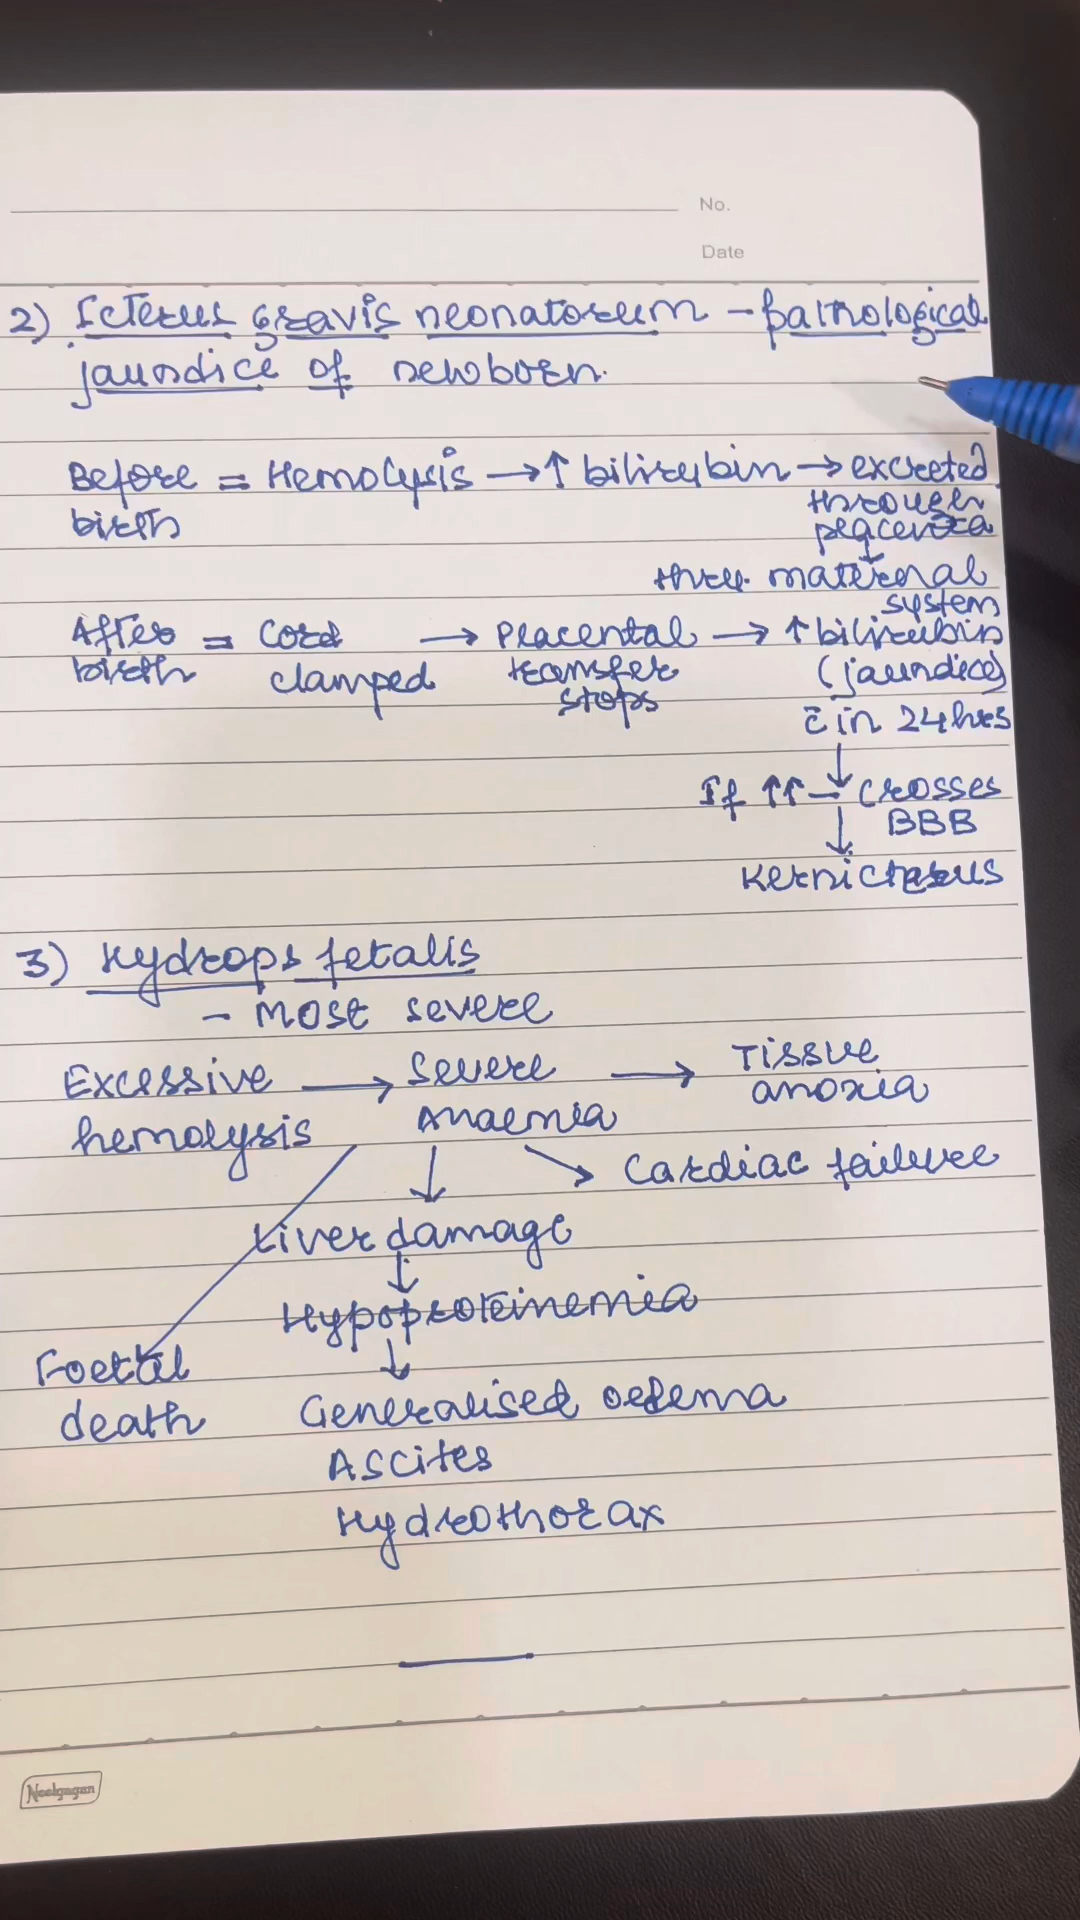 No.
Date
2) Icterus gravis neonatorum - pathological
jaundice of newborn.
Before = Hemolysis → ↑ bilirubin → excreted
birth through
placenta
↓
thru. maternal
system
After = Cord → Placental → ↑ bilirubin
birth clamped transfer (jaundice)
stops c̄ in 24hrs
↓
If ↑↑ - crosses
BBB
↓
Kernicterus
3) Hydrops fetalis
- Most severe
Excessive → Severe → Tissue
hemolysis Anaemia anoxia
↓ → Cardiac failure
Liver damage
↓
Hypoproteinemia
↓
Foetal
death Generalised oedema
Ascites
Hydrothorax
Neelgagan